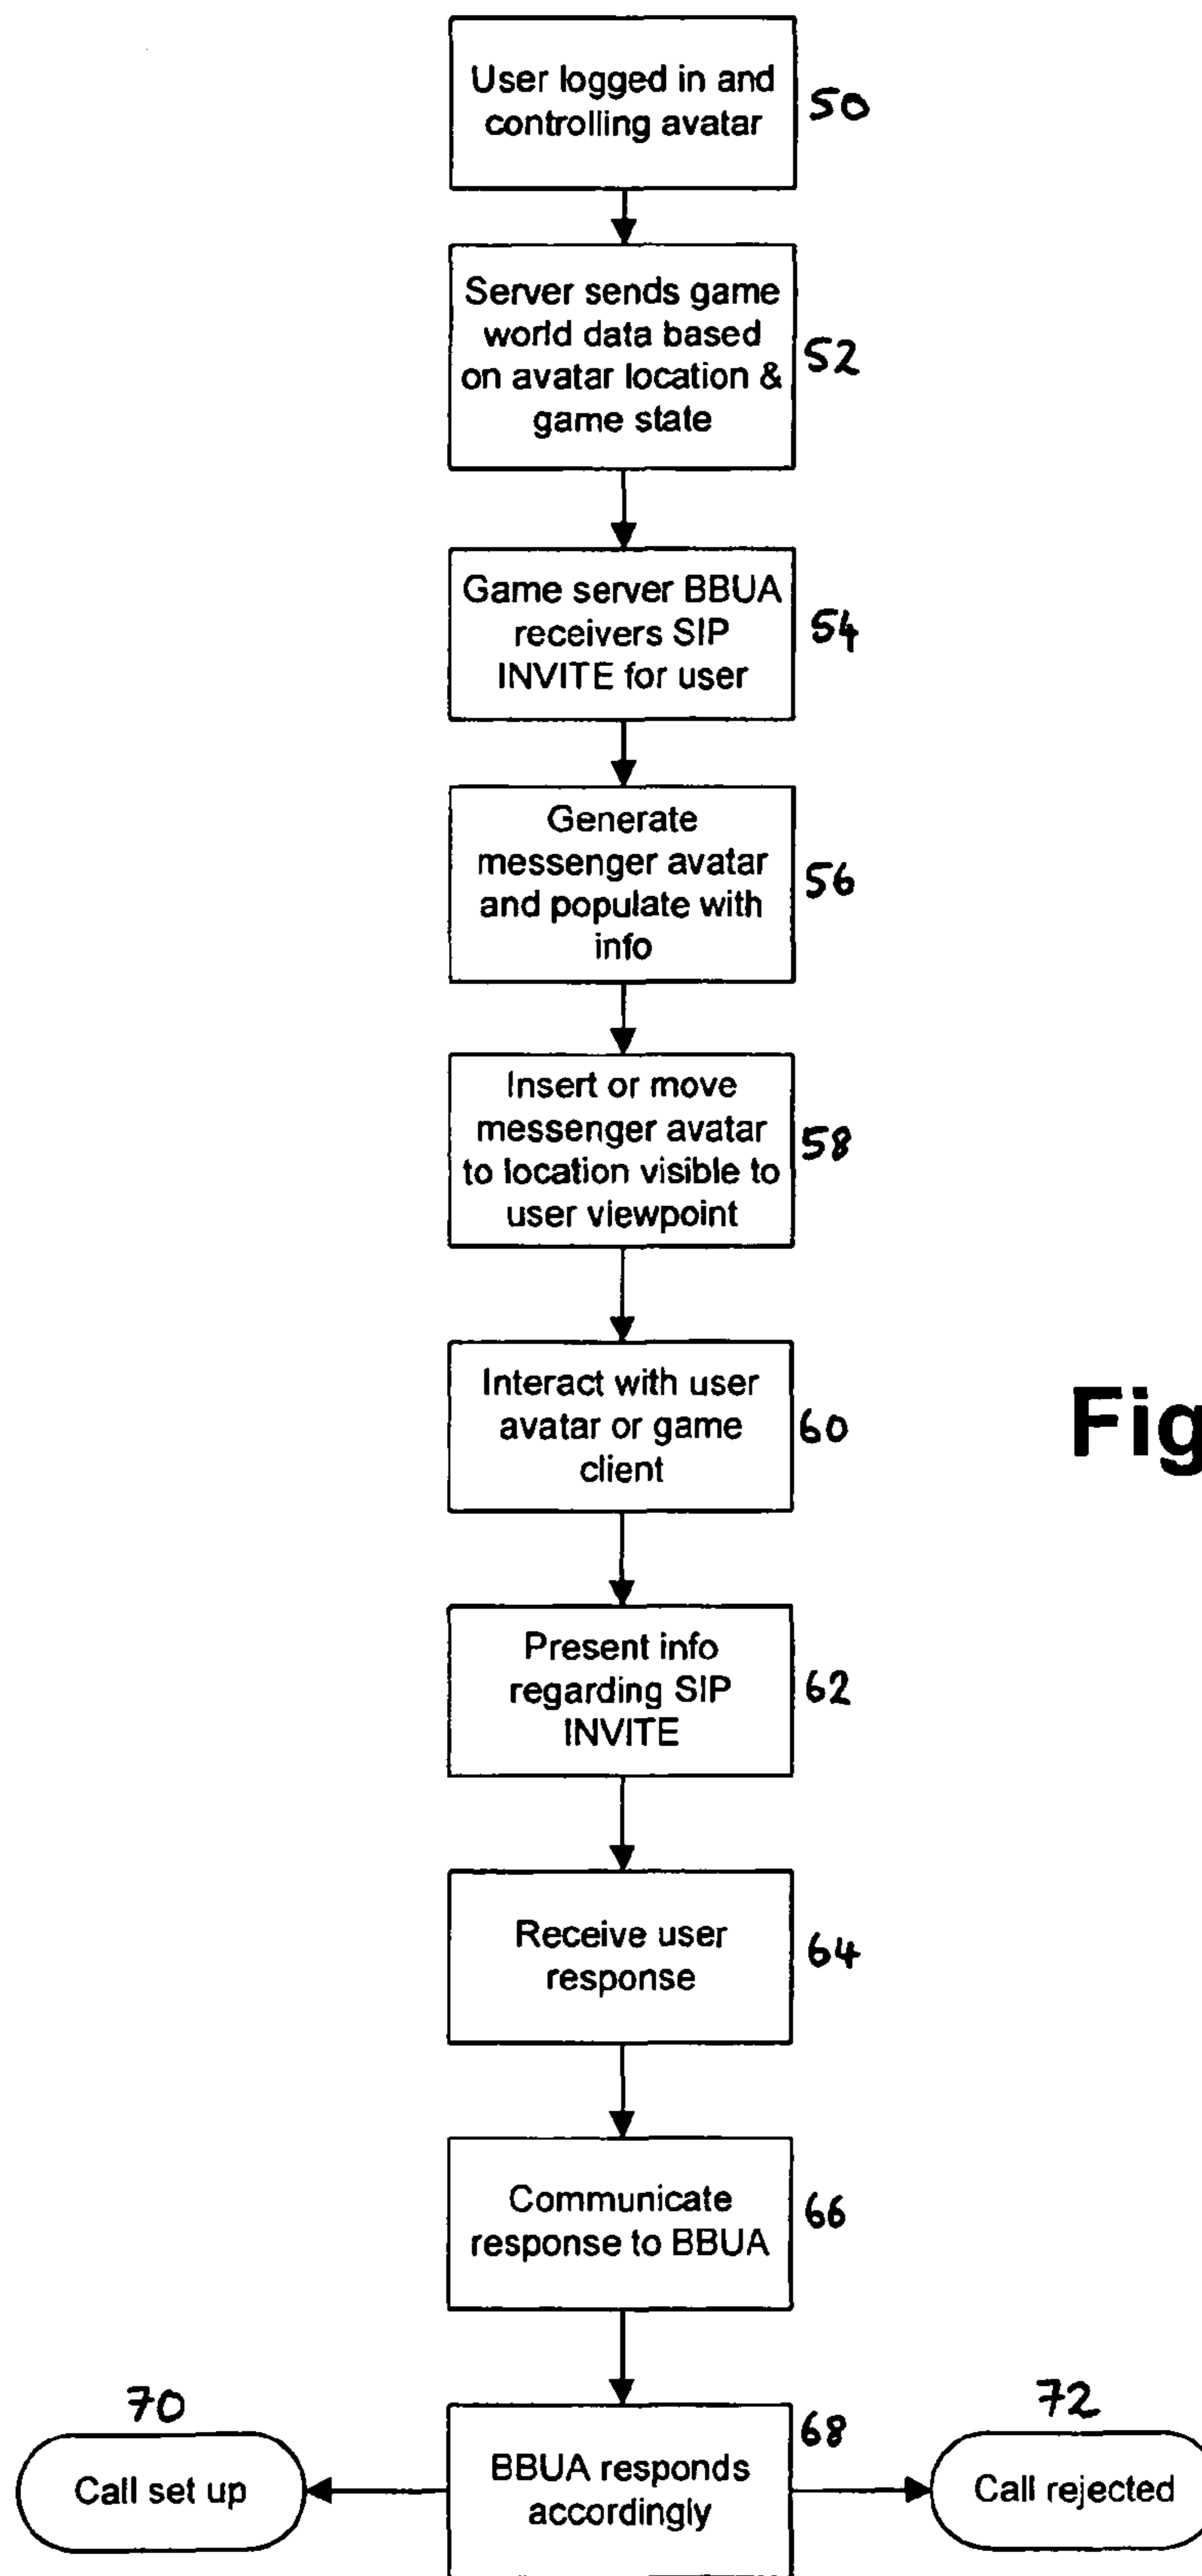 User logged in and
controlling avatar
50
Server sends game
world data based
on avatar location &
game state
52
Game server BBUA
receivers SIP
INVITE for user
54
Generate
messenger avatar
and populate with
info
56
Insert or move
messenger avatar
to location visible to
user viewpoint
58
Interact with user
avatar or game
client
60
Fig
Present info
regarding SIP
INVITE
62
Receive user
response
64
Communicate
response to BBUA
66
70
Call set up
BBUA responds
accordingly
68
72
Call rejected